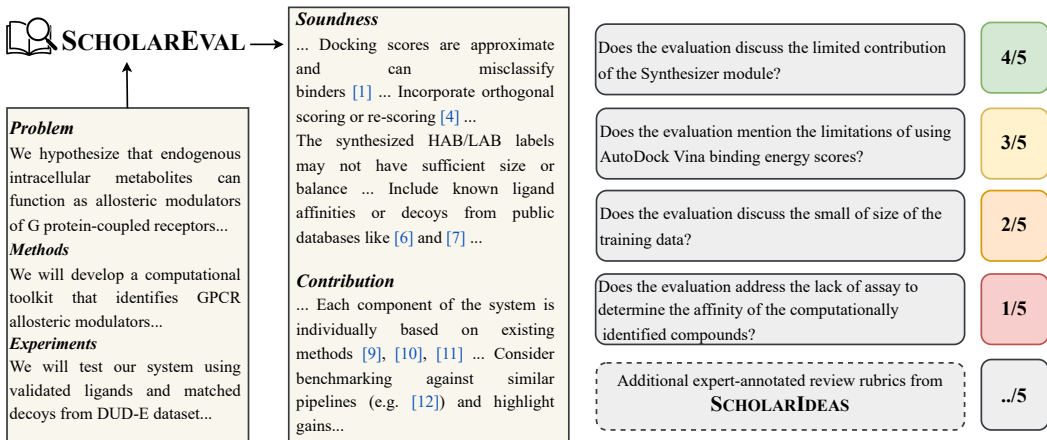 SCHOLAREVAL
Problem
We hypothesize that endogenous
intracellular metabolites can
function as allosteric modulators
of G protein-coupled receptors...
Methods
We will develop a computational
toolkit that identifies GPCR
allosteric modulators...
Experiments
We will test our system using
validated ligands and matched
decoys from DUD-E dataset...
Soundness
... Docking scores are approximate
and can misclassify
binders [1] ... Incorporate orthogonal
scoring or re-scoring [4] ...
The synthesized HAB/LAB labels
may not have sufficient size or
balance ... Include known ligand
affinities or decoys from public
databases like [6] and [7] ...
Contribution
... Each component of the system is
individually based on existing
methods [9], [10], [11] ... Consider
benchmarking against similar
pipelines (e.g. [12]) and highlight
gains...
Does the evaluation discuss the limited contribution
of the Synthesizer module?
4/5
Does the evaluation mention the limitations of using
AutoDock Vina binding energy scores?
3/5
Does the evaluation discuss the small of size of the
training data?
2/5
Does the evaluation address the lack of assay to
determine the affinity of the computationally
identified compounds?
1/5
Additional expert-annotated review rubrics from
SCHOLARIDEAS
../5